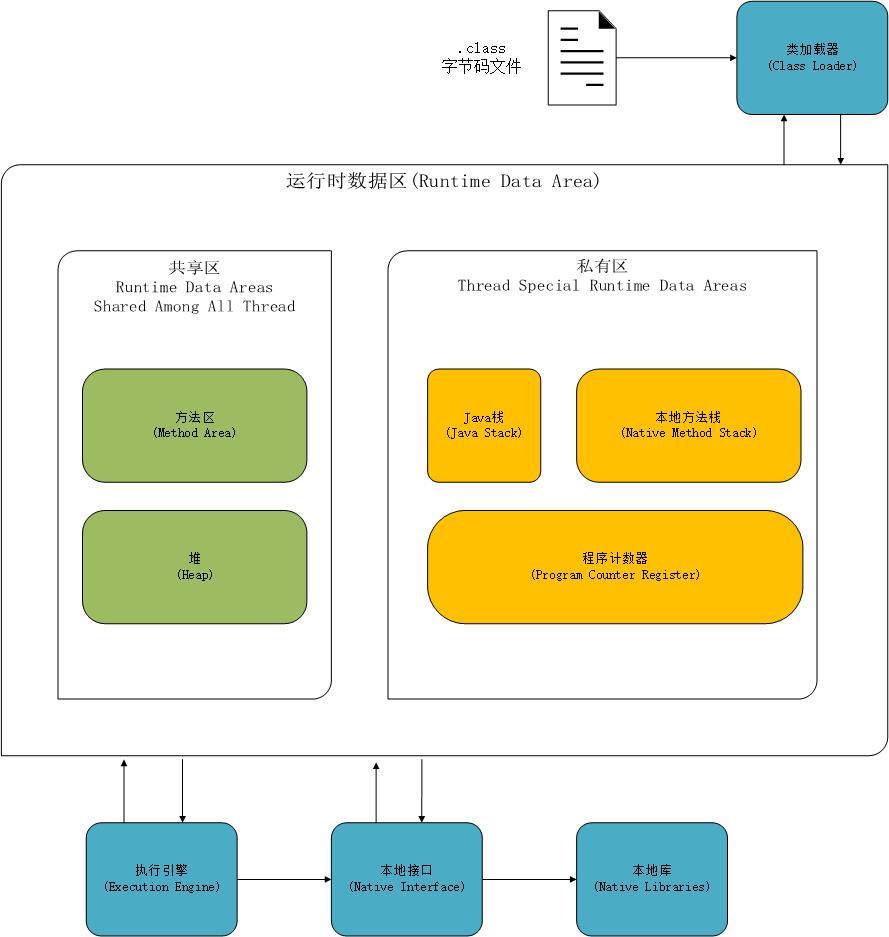 .class
字节码文件
类加载器
(Class Loader)
运行时数据区(Runtime Data Area)
共享区
Runtime Data Areas
Shared Among All Thread
私有区
Thread Special Runtime Data Areas
方法区
(Method Area)
Java栈
(Java Stack)
本地方法栈
(Native Method Stack)
堆
(Heap)
程序计数器
(Program Counter Register)
执行引擎
(Execution Engine)
本地接口
(Native Interface)
本地库
(Native Libraries)